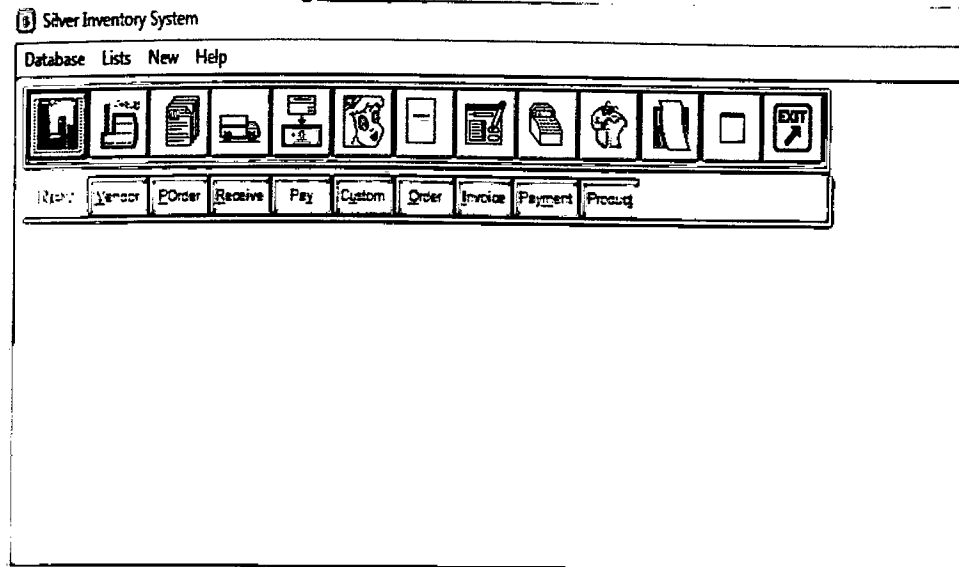 Silver Inventory System
Database Lists New Help
EXIT
Vendor POrder Receive Pay Custom Order Invoice Payment Product